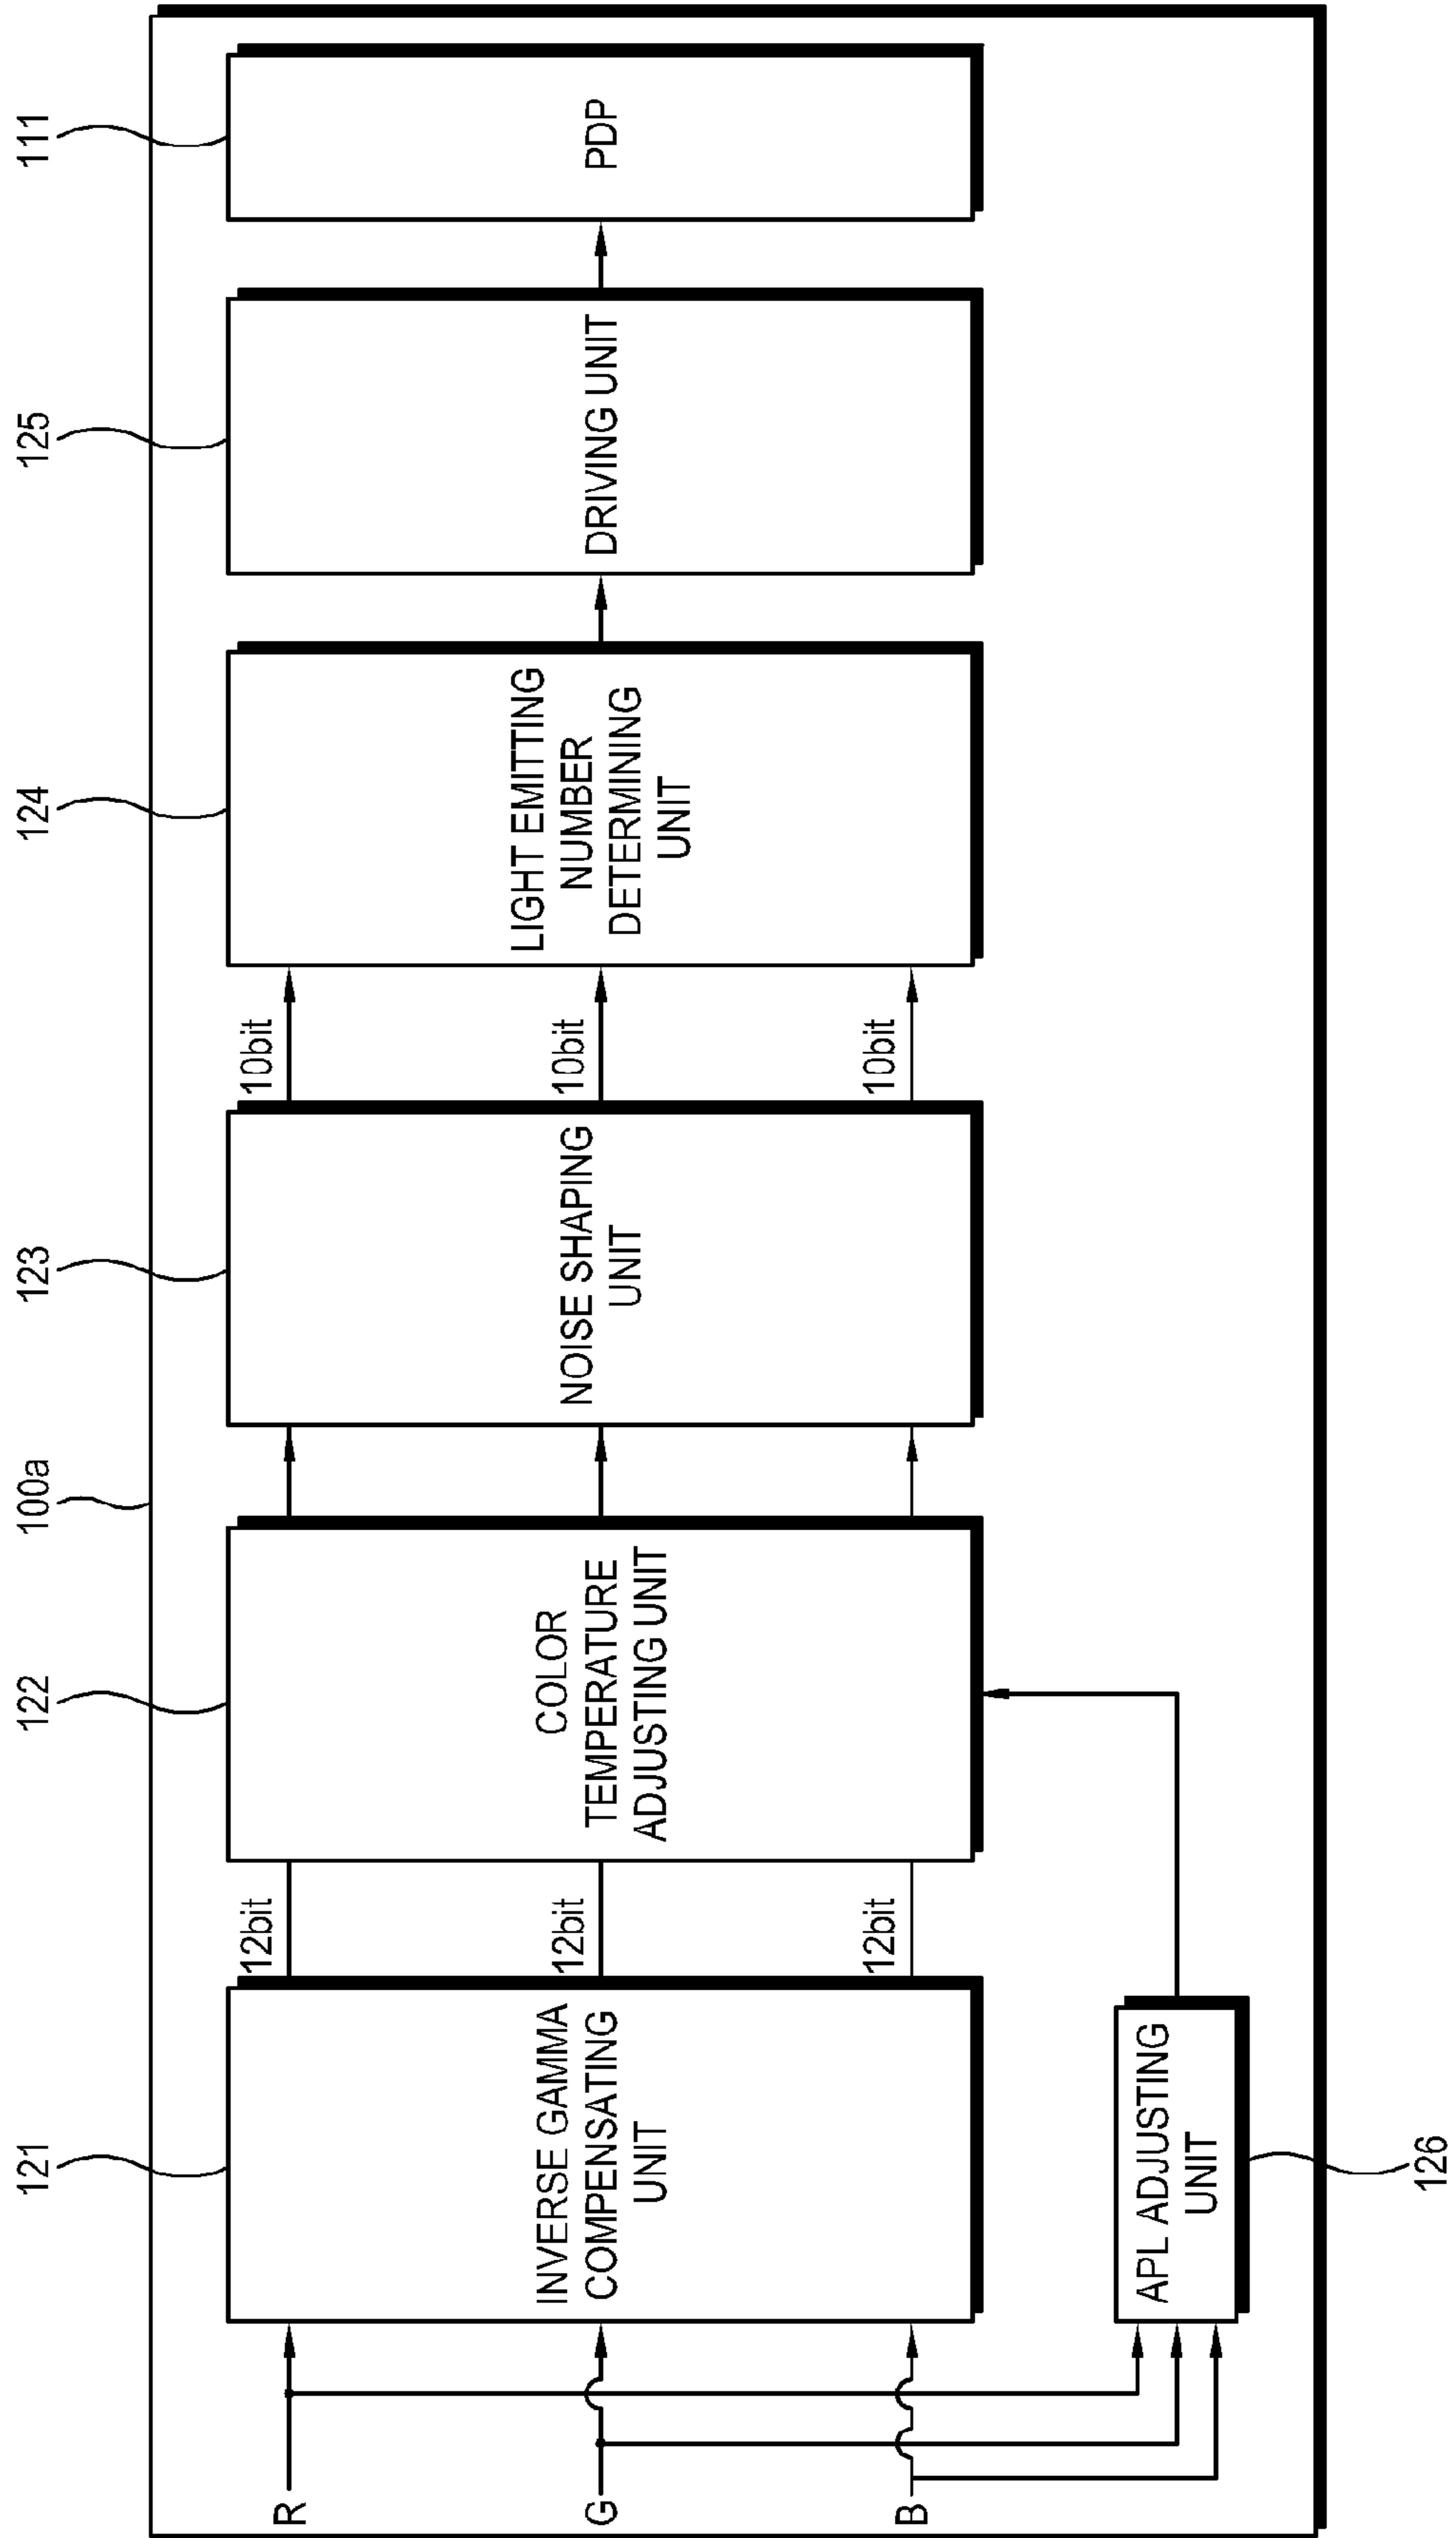 100a
121
122
123
124
125
111
R
G
B
INVERSE GAMMA
COMPENSATING
UNIT
12bit
12bit
12bit
COLOR
TEMPERATURE
ADJUSTING UNIT
NOISE SHAPING
UNIT
10bit
10bit
10bit
LIGHT EMITTING
NUMBER
DETERMINING
UNIT
DRIVING UNIT
PDP
APL ADJUSTING
UNIT
126